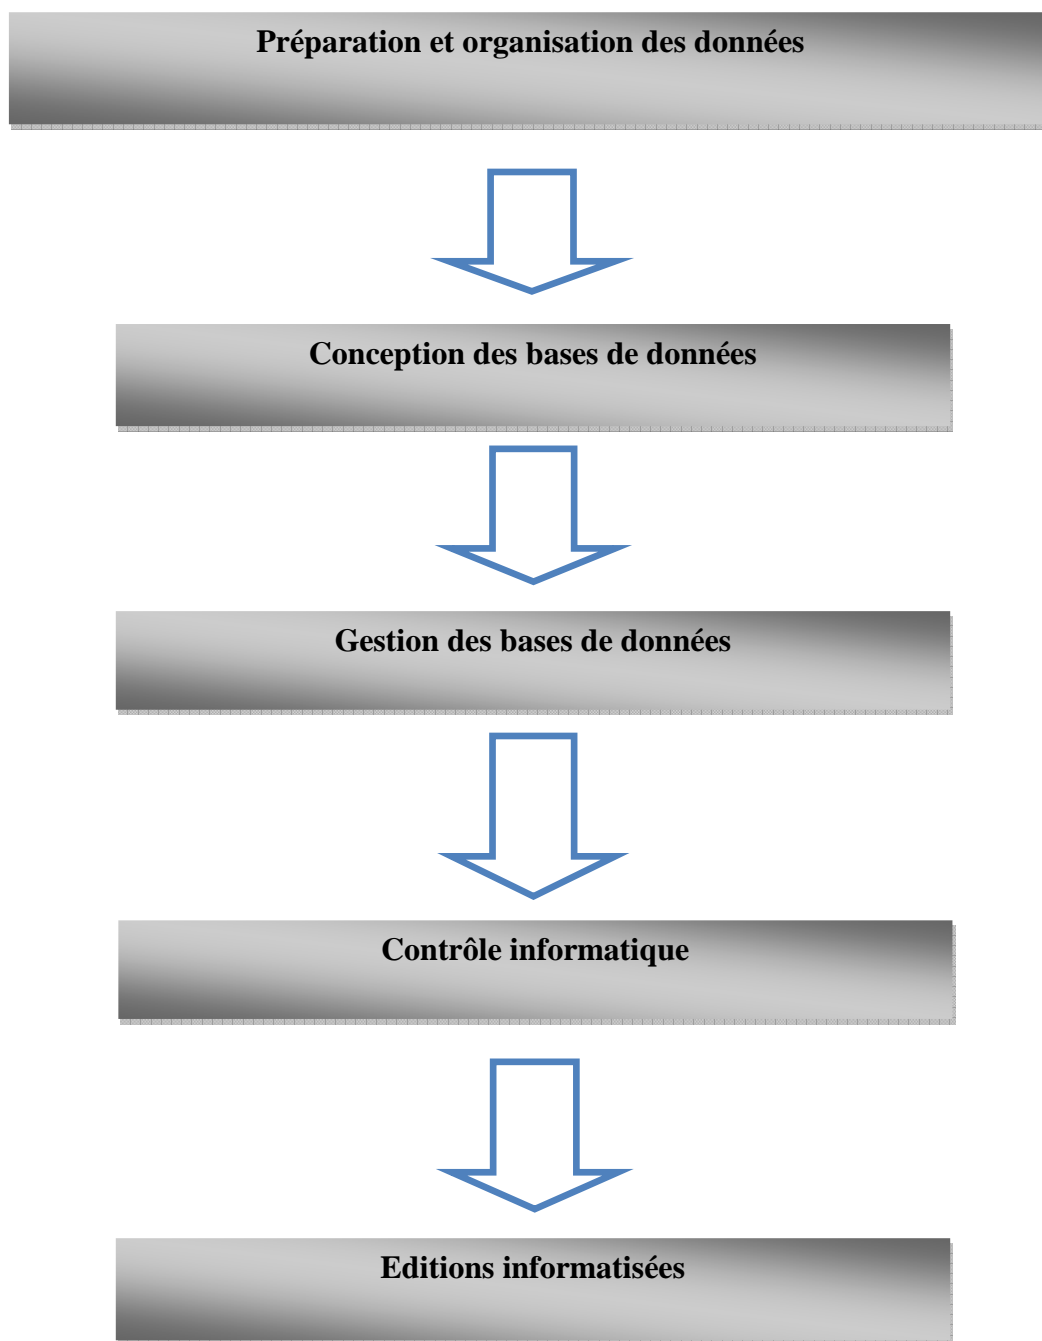 Préparation et organisation des données
Conception des bases de données
Gestion des bases de données
Contrôle informatique
Editions informatisées